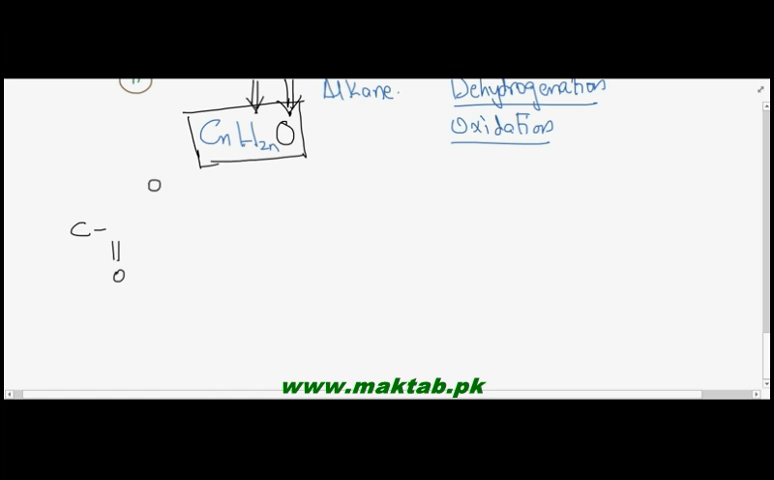 Alkane. Dehydrogenation
CnH2nO Oxidation
O
C-
||
O
www.maktab.pk